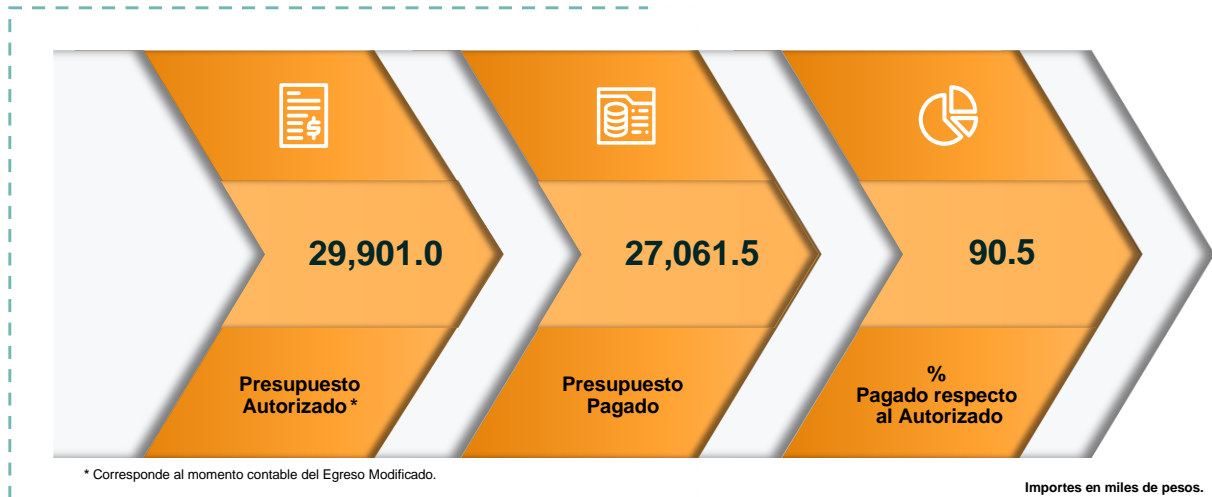 29,901.0
27,061.5
90.5
Presupuesto
Autorizado *
Presupuesto
Pagado
%
Pagado respecto
al Autorizado
* Corresponde al momento contable del Egreso Modificado.
Importes en miles de pesos.